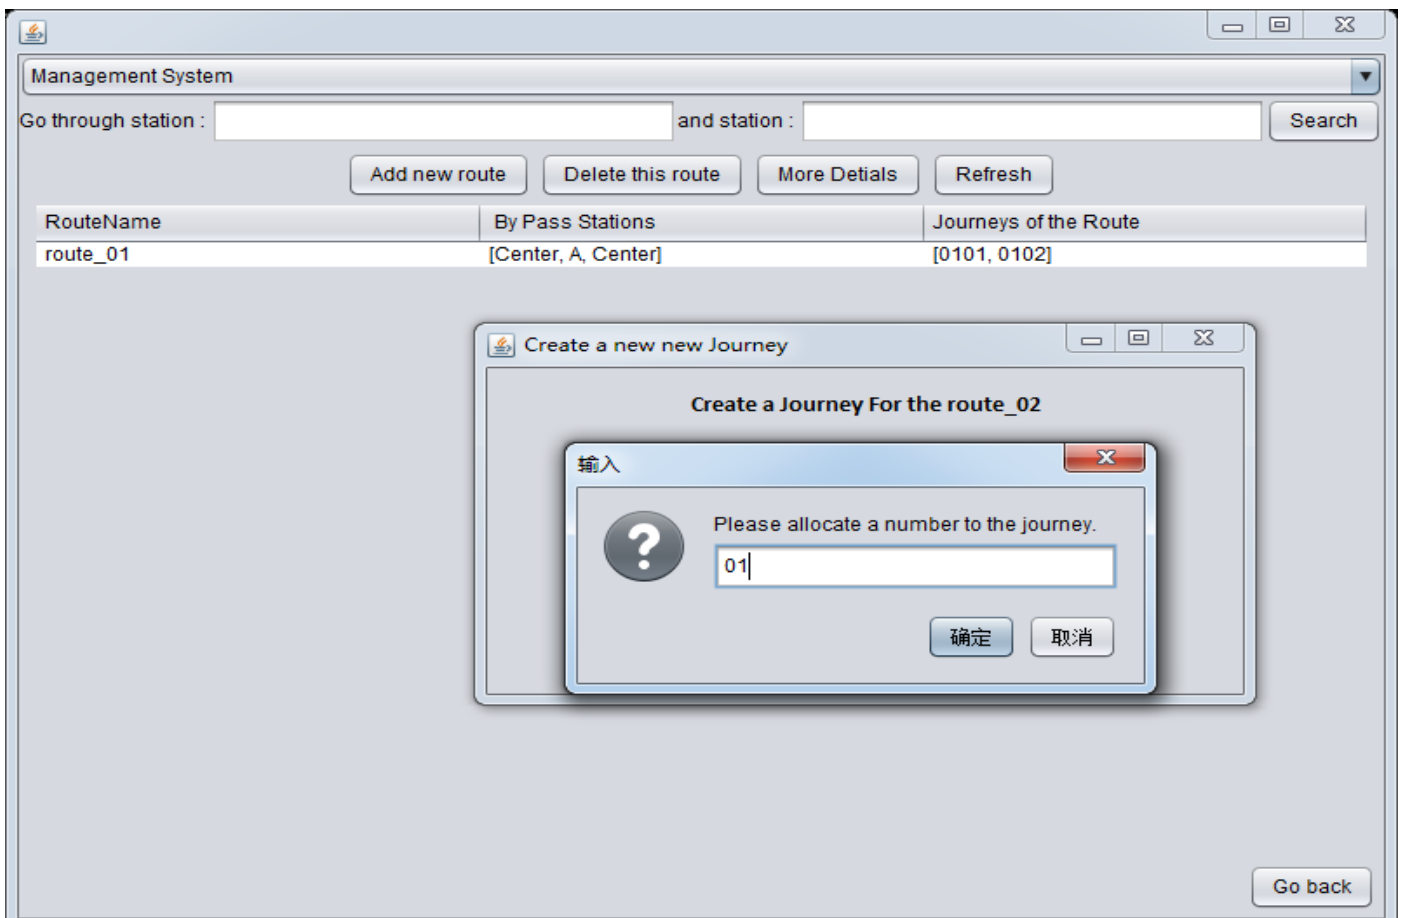 Management System
Go through station : and station : Search
Add new route Delete this route More Detials Refresh
RouteName By Pass Stations Journeys of the Route
route_01 [Center, A, Center] [0101, 0102]
Create a new new Journey
Create a Journey For the route_02
输入
Please allocate a number to the journey.
01
确定 取消
Go back